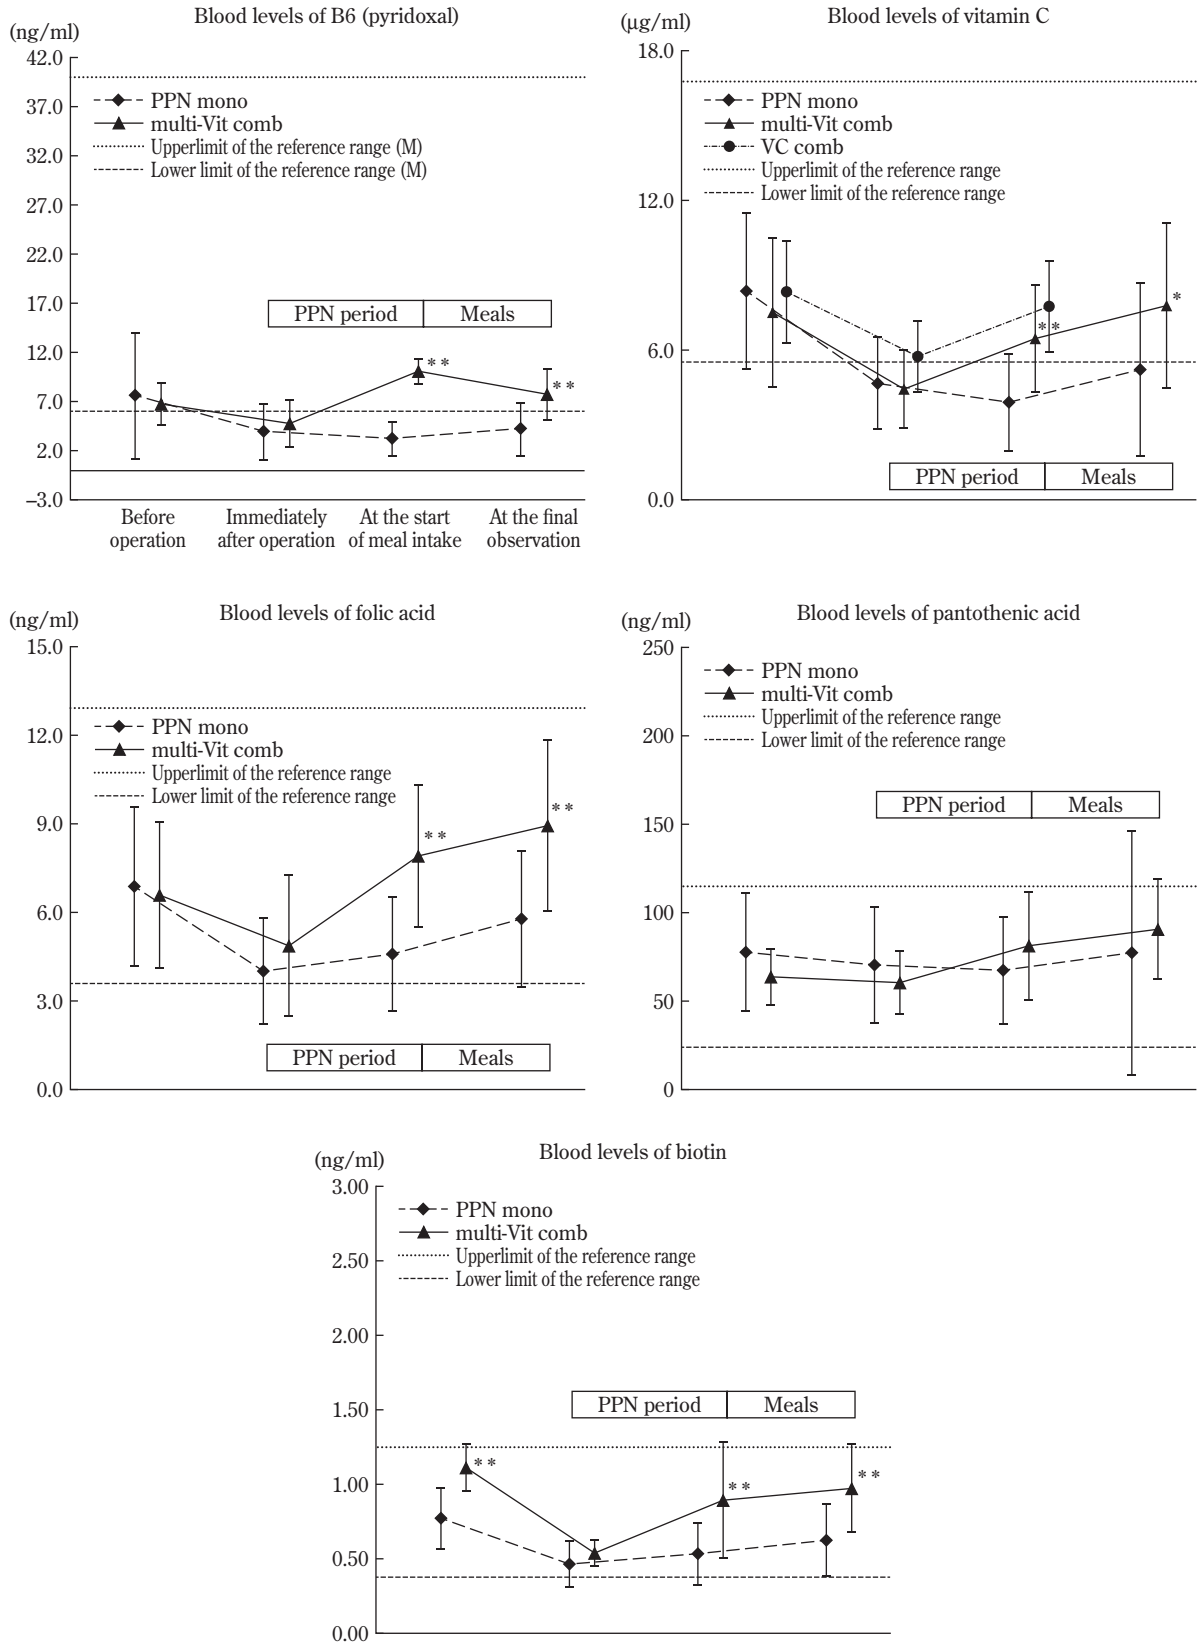 Blood levels of B6 (pyridoxal)
(ng/ml)
42.0
37.0
32.0
27.0
22.0
17.0
12.0
7.0
2.0
–3.0
PPN mono
multi-Vit comb
Upperlimit of the reference range (M)
Lower limit of the reference range (M)
PPN period
Meals
**
**
Before
operation
Immediately
after operation
At the start
of meal intake
At the final
observation
Blood levels of vitamin C
(μg/ml)
18.0
12.0
6.0
0.0
PPN mono
multi-Vit comb
VC comb
Upperlimit of the reference range
Lower limit of the reference range
**
*
PPN period
Meals
Blood levels of folic acid
(ng/ml)
15.0
12.0
9.0
6.0
3.0
0.0
PPN mono
multi-Vit comb
Upperlimit of the reference range
Lower limit of the reference range
**
**
PPN period
Meals
Blood levels of pantothenic acid
(ng/ml)
250
200
150
100
50
0
PPN mono
multi-Vit comb
Upperlimit of the reference range
Lower limit of the reference range
PPN period
Meals
Blood levels of biotin
(ng/ml)
3.00
2.50
2.00
1.50
1.00
0.50
0.00
PPN mono
multi-Vit comb
Upperlimit of the reference range
Lower limit of the reference range
PPN period
Meals
**
**
**